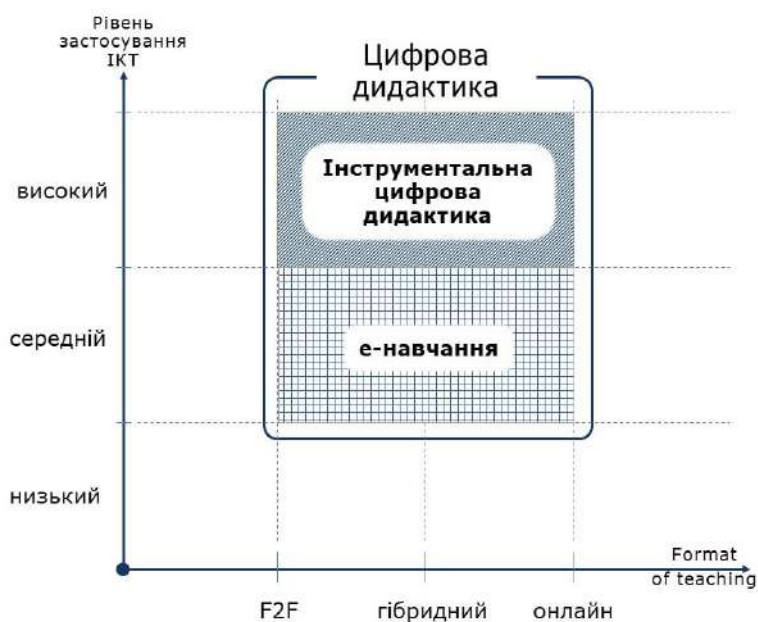 Рівень
застосування
ІКТ
Цифрова
дидактика
Інструментальна
цифрова
дидактика
високий
середній
е-навчання
низький
Format
of teaching
F2F
гібридний
онлайн